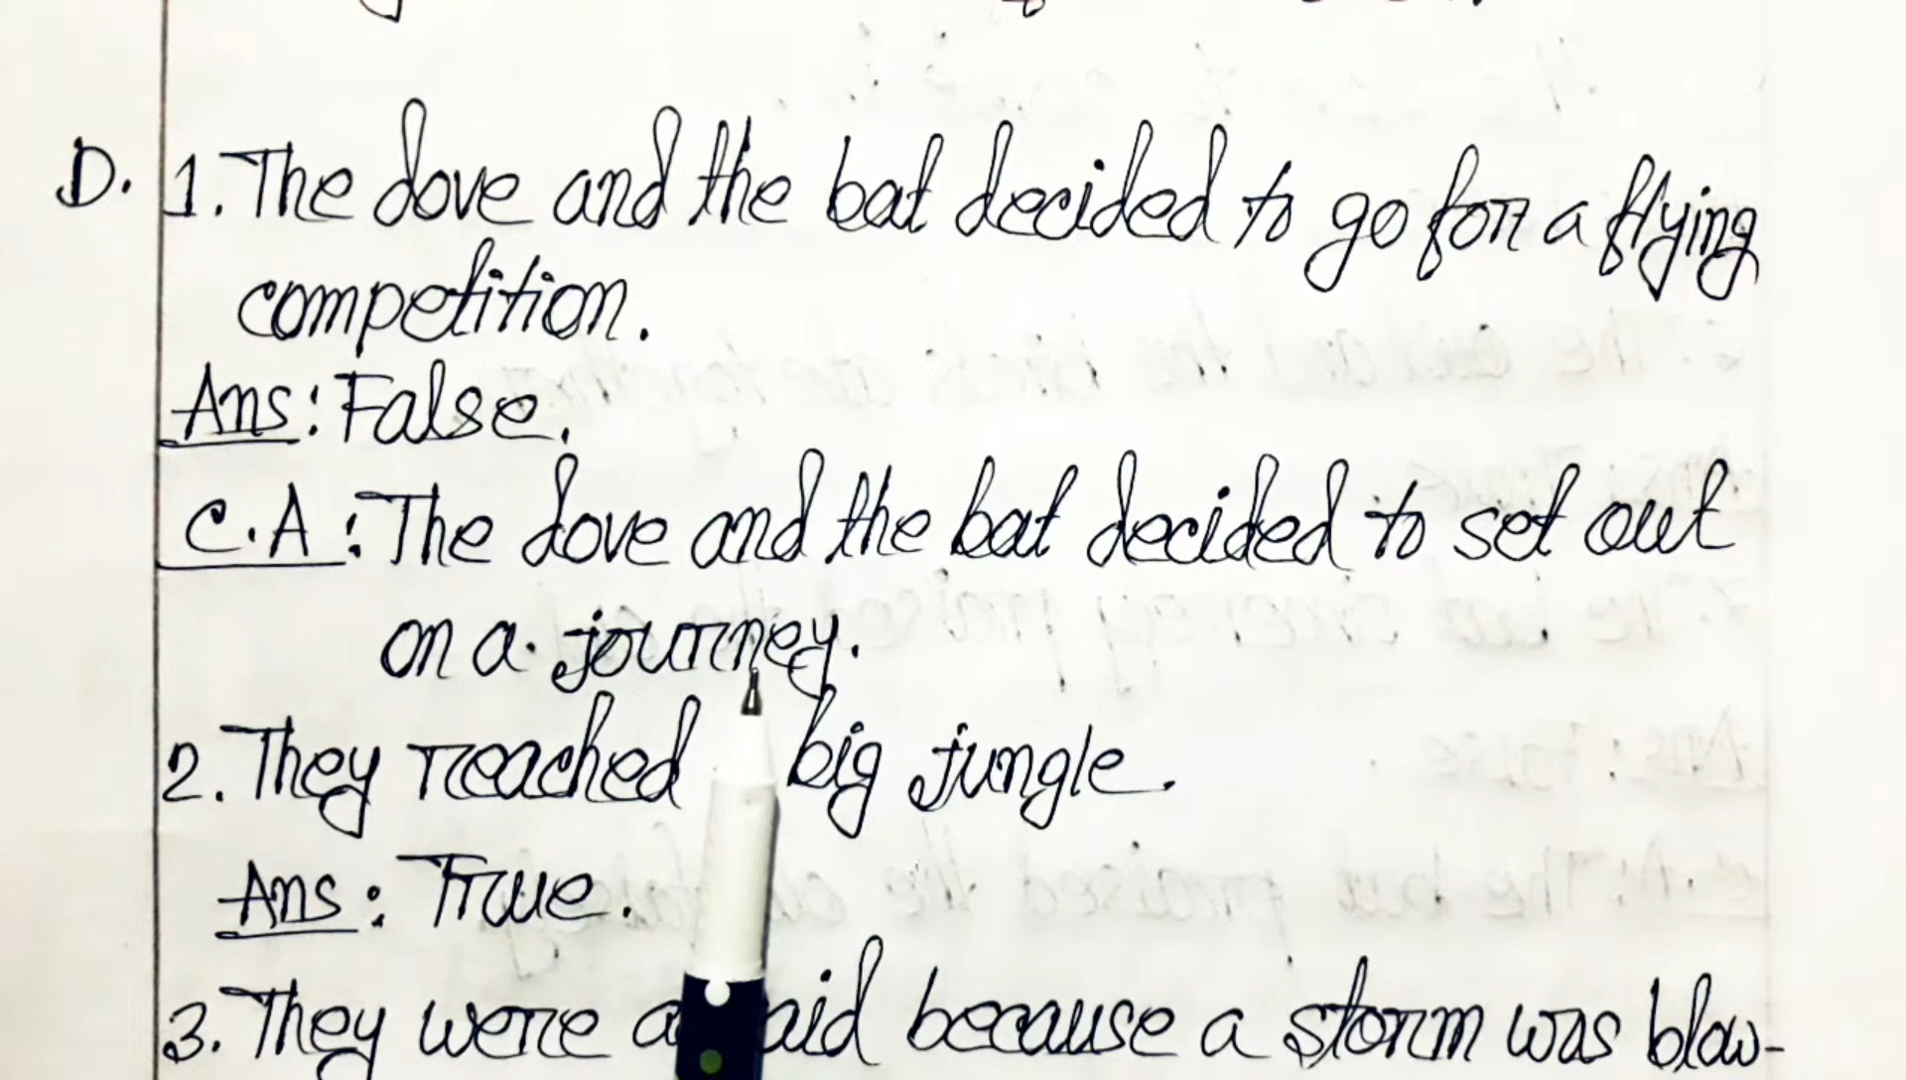 D. 1. The dove and the bat decided to go for a flying
competition.
Ans: False.
C.A: The dove and the bat decided to set out
on a journey.
2. They reached big jungle.
Ans: True.
3. They were because a storm was blow-